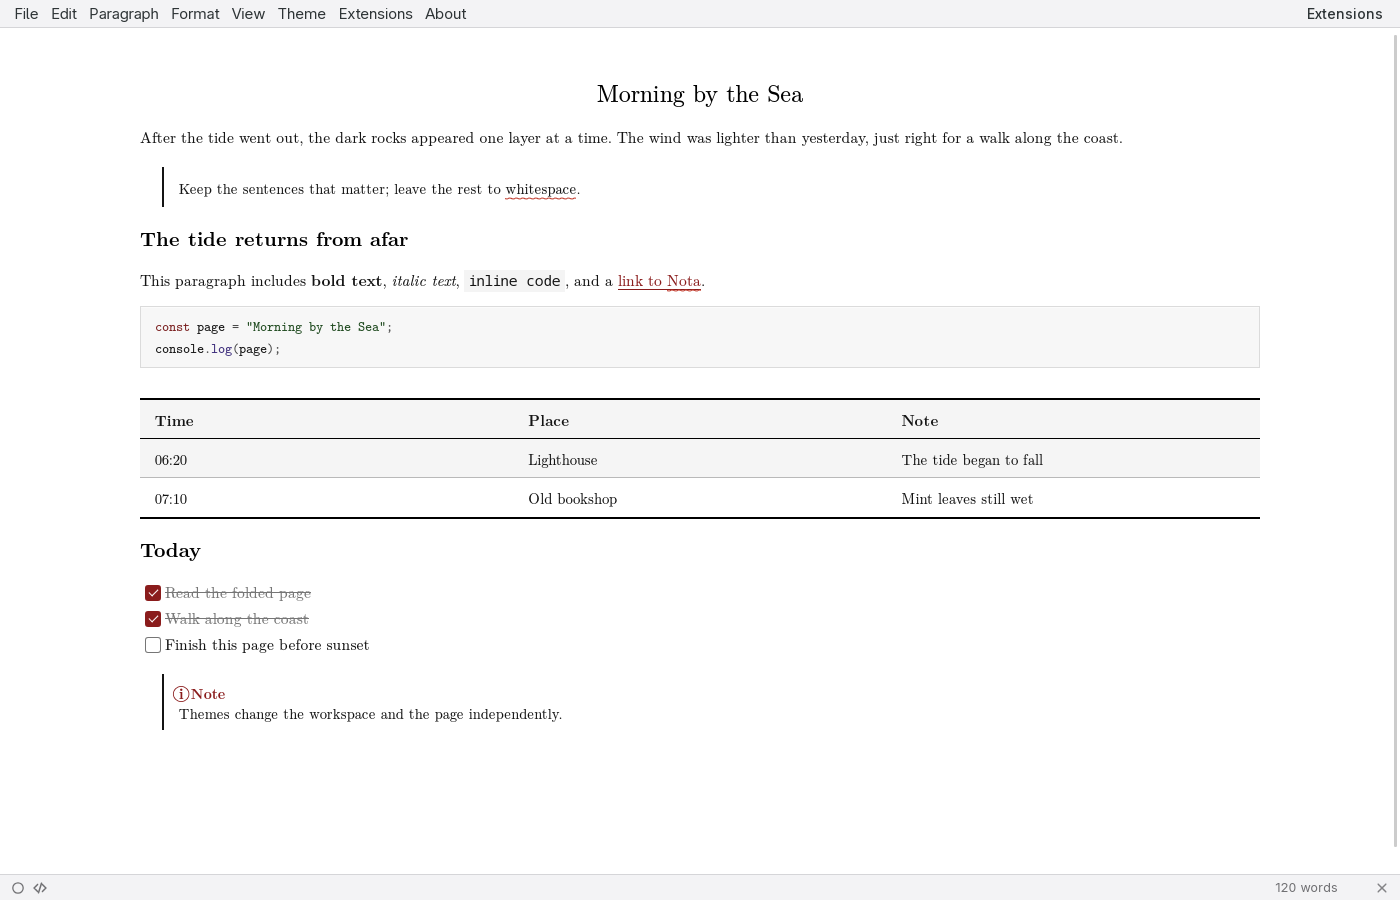 File Edit Paragraph Format View Theme Extensions About Extensions
Morning by the Sea
After the tide went out, the dark rocks appeared one layer at a time. The wind was lighter than yesterday, just right for a walk along the coast.
Keep the sentences that matter; leave the rest to whitespace.
The tide returns from afar
This paragraph includes bold text, italic text, inline code, and a link to Nota.
const page = "Morning by the Sea";
console.log(page);
Time Place Note
06:20 Lighthouse The tide began to fall
07:10 Old bookshop Mint leaves still wet
Today
Read the folded page
Walk along the coast
Finish this page before sunset
Note
Themes change the workspace and the page independently.
120 words